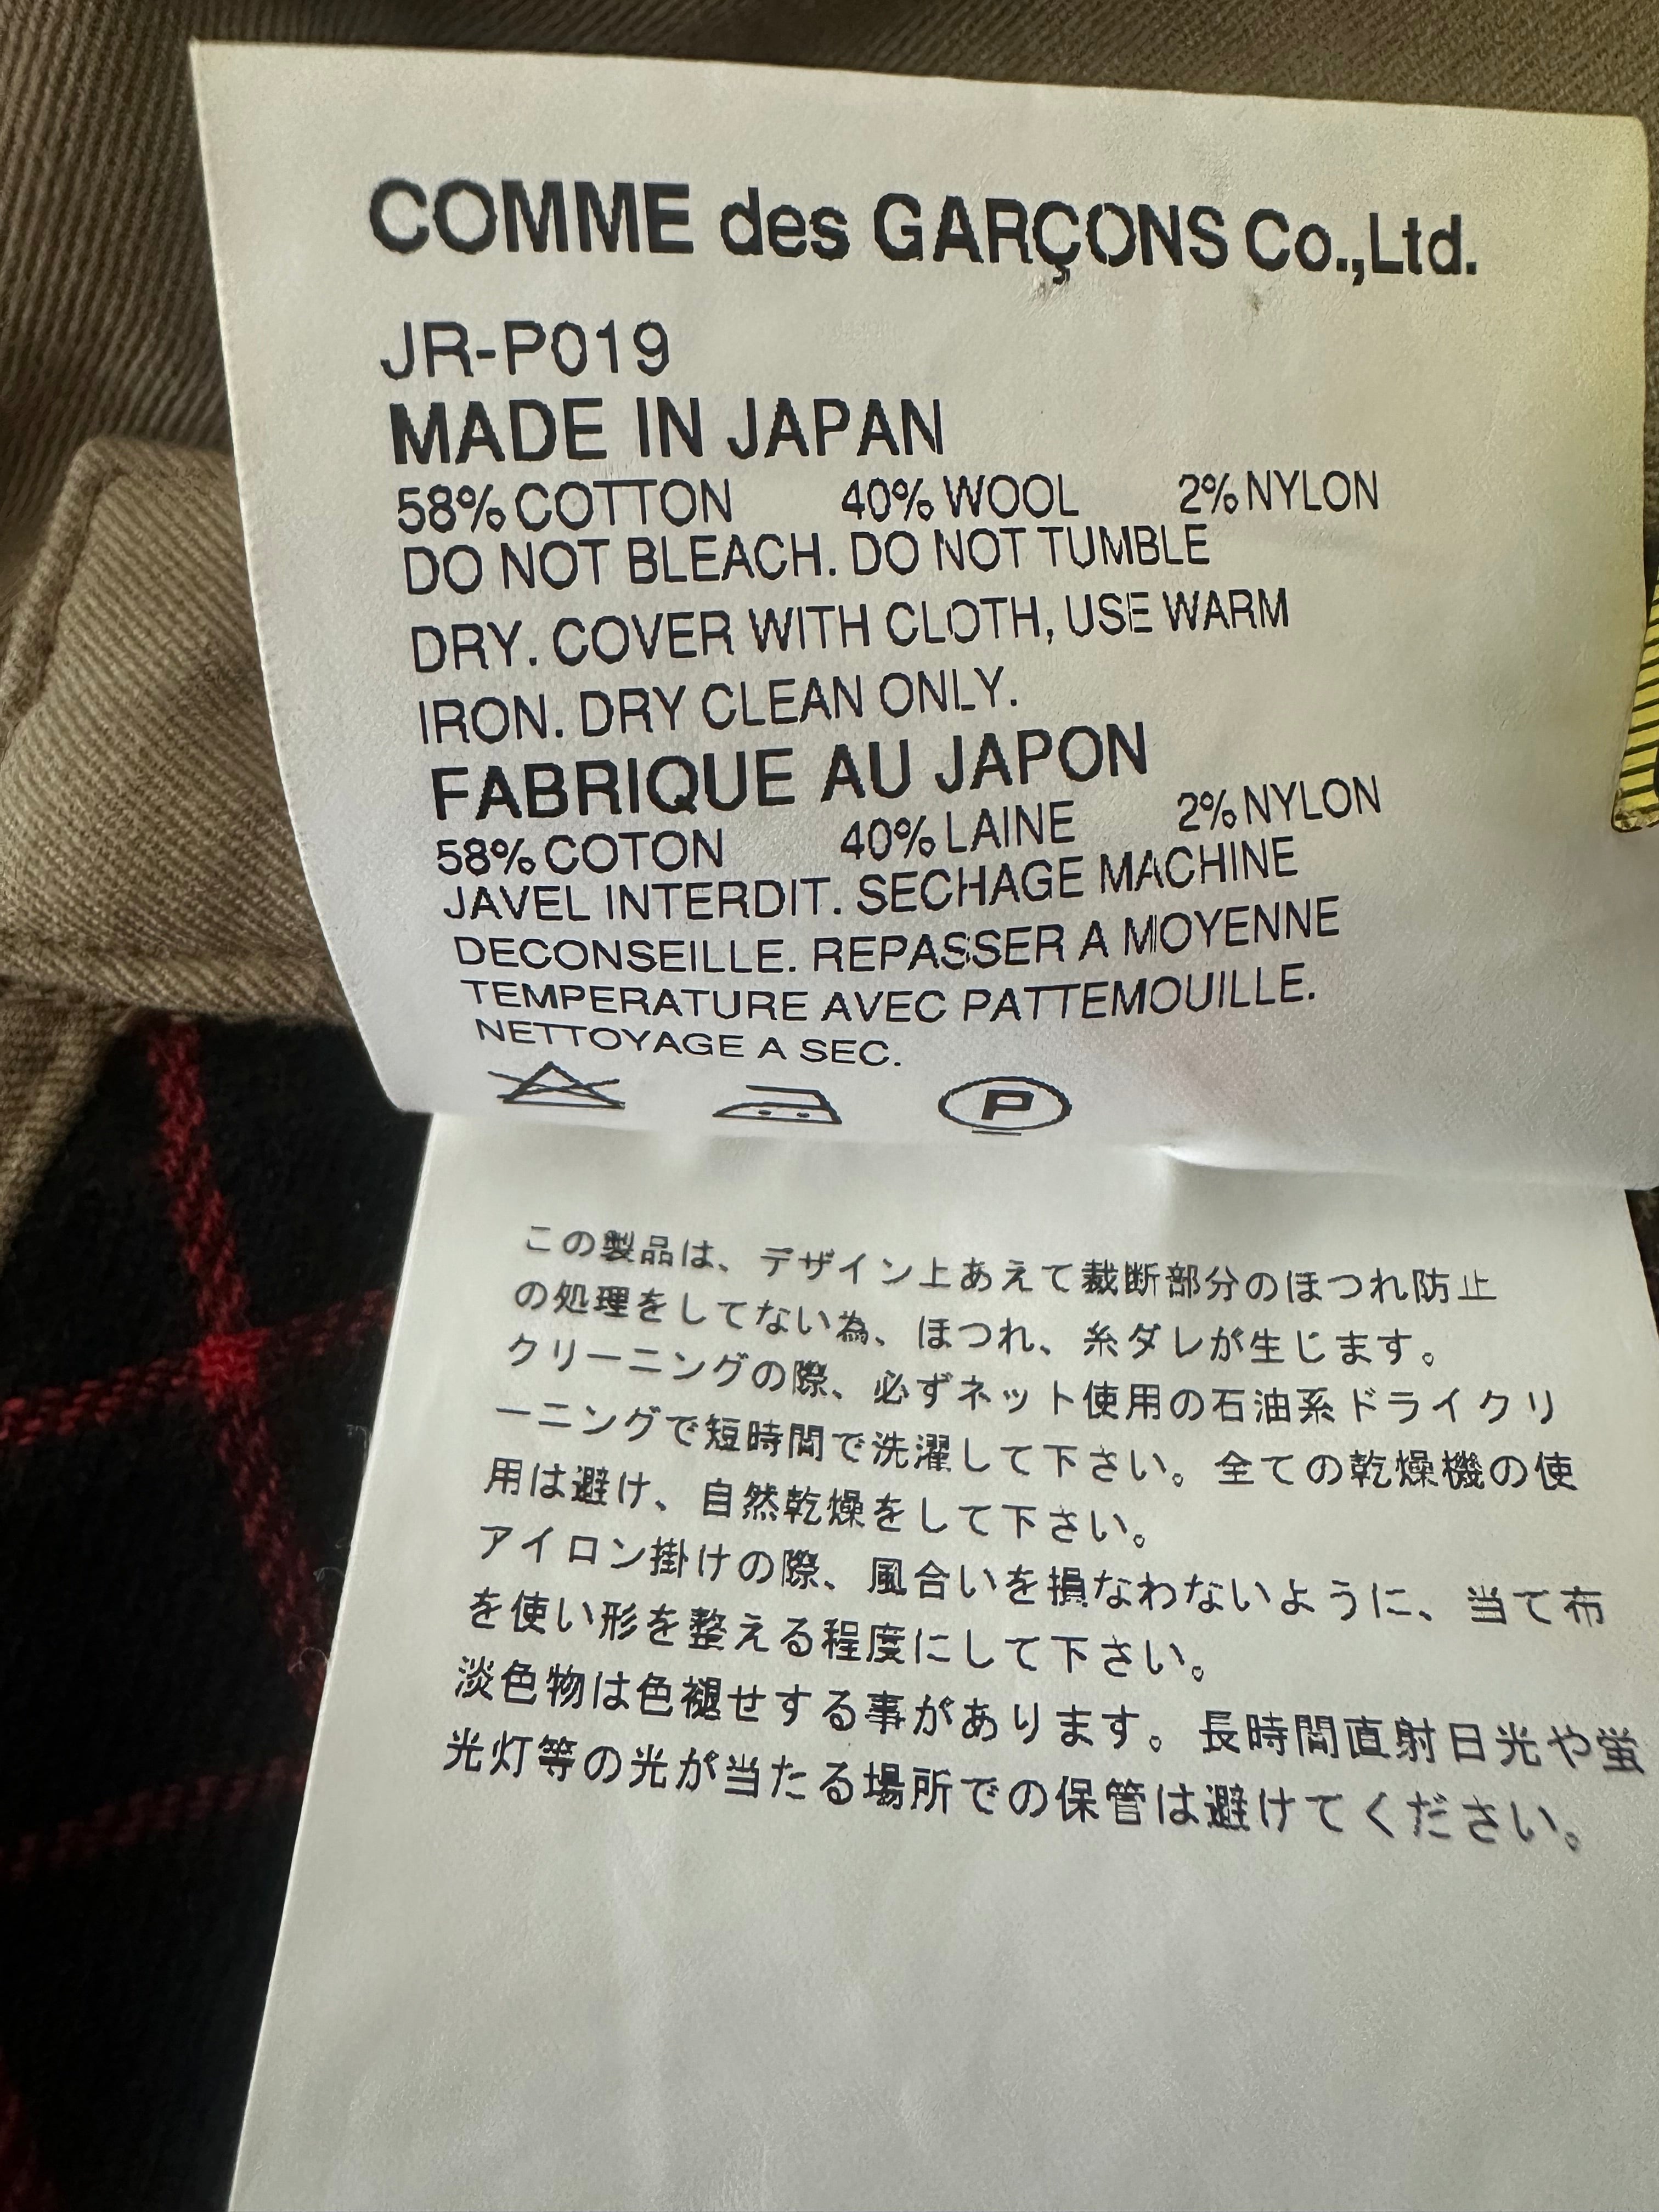 COMME des GARÇONS Co.,Ltd.
JR-P019
MADE IN JAPAN
58% COTTON 40% WOOL 2% NYLON
DO NOT BLEACH. DO NOT TUMBLE
DRY. COVER WITH CLOTH, USE WARM
IRON. DRY CLEAN ONLY.
FABRIQUE AU JAPON
58% COTON 40% LAINE 2% NYLON
JAVEL INTERDIT. SECHAGE MACHINE
DECONSEILLE. REPASSER A MOYENNE
TEMPERATURE AVEC PATTEMOUILLE.
NETTOYAGE A SEC.
P
この製品は、デザイン上あえて裁断部分のほつれ防止
の処理をしてない為、ほつれ、糸ダレが生じます。
クリーニングの際、必ずネット使用の石油系ドライクリ
ーニングで短時間で洗濯して下さい。全ての乾燥機の使
用は避け、自然乾燥をして下さい。
アイロン掛けの際、風合いを損なわないように、当て布
を使い形を整える程度にして下さい。
淡色物は色褪せする事があります。長時間直射日光や蛍
光灯等の光が当たる場所での保管は避けてください。